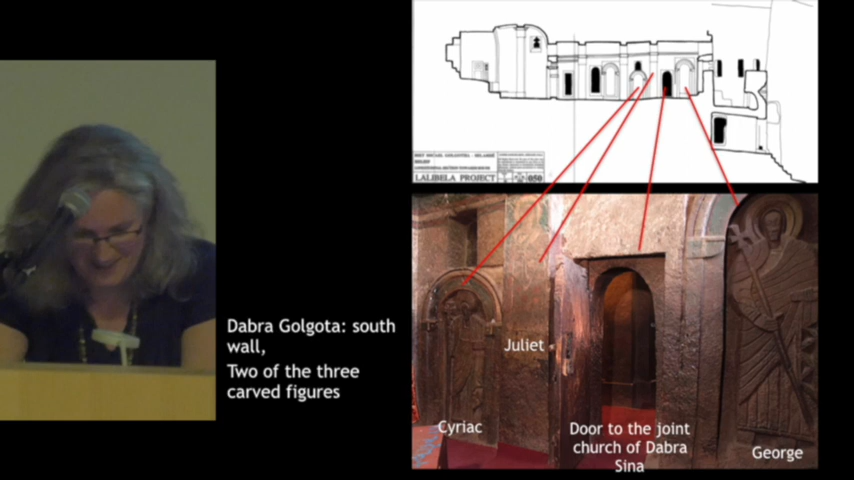 LALIBELA PROJECT
050
Dabra Golgota: south
wall,
Two of the three
carved figures
Juliet
Cyriac
Door to the joint
church of Dabra
Sina
George